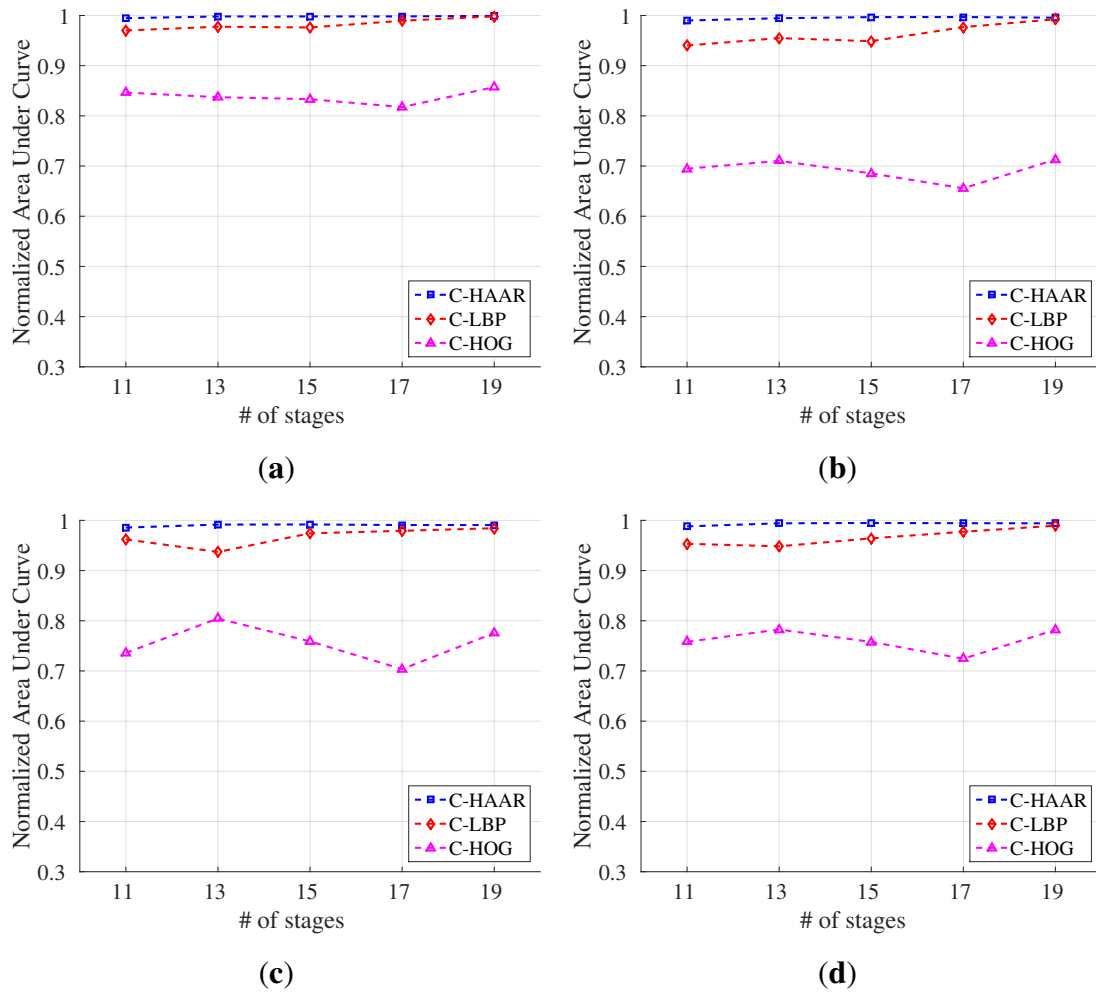 Normalized Area Under Curve
1
0.9
0.8
0.7
0.6
0.5
0.4
0.3
11 13 15 17 19
# of stages
C-HAAR
C-LBP
C-HOG
(a)
Normalized Area Under Curve
1
0.9
0.8
0.7
0.6
0.5
0.4
0.3
11 13 15 17 19
# of stages
C-HAAR
C-LBP
C-HOG
(b)
Normalized Area Under Curve
1
0.9
0.8
0.7
0.6
0.5
0.4
0.3
11 13 15 17 19
# of stages
C-HAAR
C-LBP
C-HOG
(c)
Normalized Area Under Curve
1
0.9
0.8
0.7
0.6
0.5
0.4
0.3
11 13 15 17 19
# of stages
C-HAAR
C-LBP
C-HOG
(d)